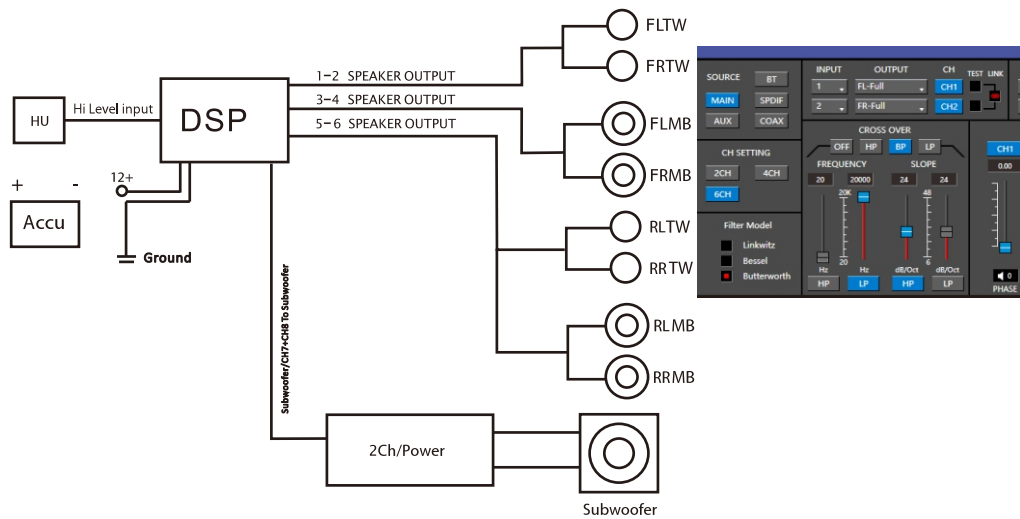 FLTW
FRTW
1-2 SPEAKER OUTPUT
3-4 SPEAKER OUTPUT
5-6 SPEAKER OUTPUT
HU
Hi Level input
DSP
FLMB
FRMB
+ -
Accu
12+
Ground
RLTW
RRTW
RLMB
RRMB
Subwoofer/CH7+CH8 To Subwoofer
2Ch/Power
Subwoofer
SOURCE
BT
MAIN
SPDIF
AUX
COAX
CH SETTING
2CH
4CH
6CH
Filter Model
Linkwitz
Bessel
Butterworth
INPUT
OUTPUT
CH
TEST
LINK
1
FL-Full
CH1
2
FR-Full
CH2
CROSS OVER
OFF
HP
BP
LP
FREQUENCY
SLOPE
20
20000
24
24
20K
48
20
6
Hz
Hz
dB/Oct
dB/Oct
HP
LP
HP
LP
CH1
0.00
0
PHASE